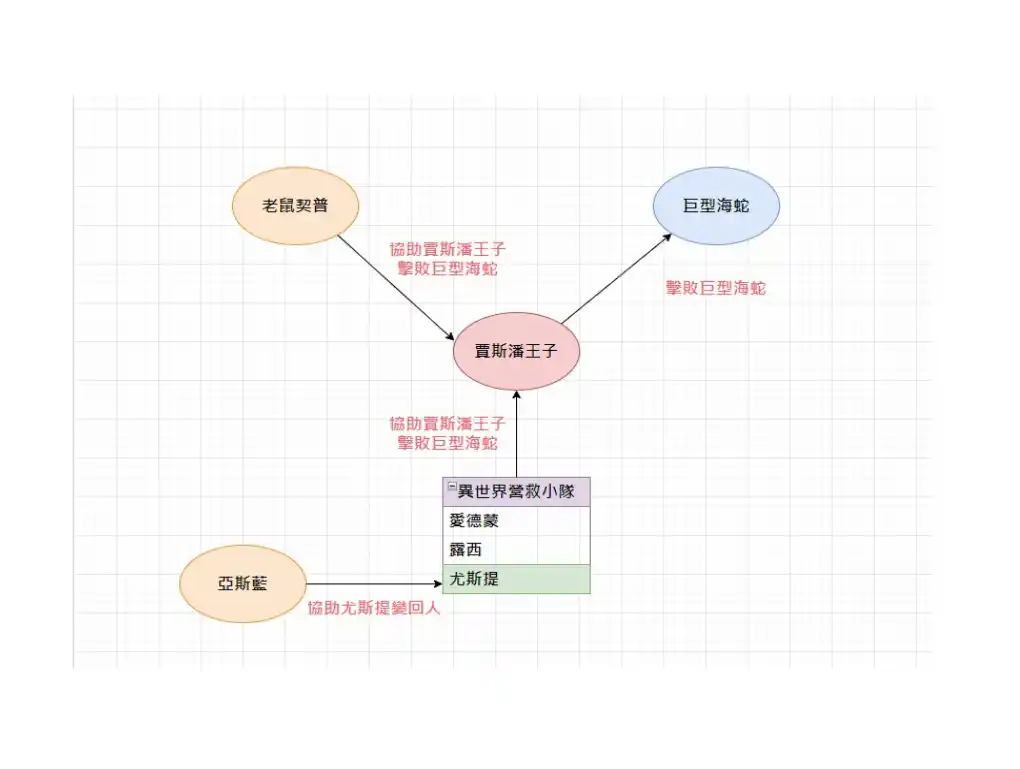 老鼠契普
巨型海蛇
協助賈斯潘王子
擊敗巨型海蛇
擊敗巨型海蛇
賈斯潘王子
協助賈斯潘王子
擊敗巨型海蛇
異世界營救小隊
愛德蒙
露西
尤斯提
亞斯藍
協助尤斯提變回人